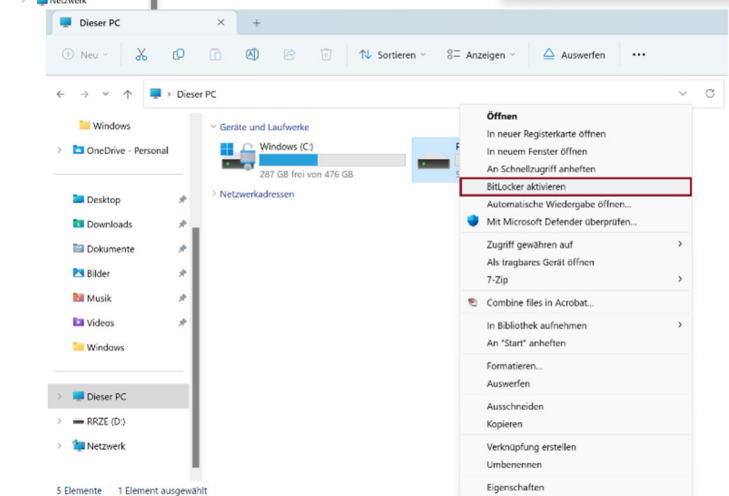 Netzwerk
Dieser PC
Neu
Sortieren
Anzeigen
Auswerfen
Dieser PC
Windows
OneDrive - Personal
Desktop
Downloads
Dokumente
Bilder
Musik
Videos
Windows
Dieser PC
RRZE (D:)
Netzwerk
Geräte und Laufwerke
Windows (C:)
287 GB frei von 476 GB
Netzwerkadressen
Öffnen
In neuer Registerkarte öffnen
In neuem Fenster öffnen
An Schnellzugriff anheften
BitLocker aktivieren
Automatische Wiedergabe öffnen...
Mit Microsoft Defender überprüfen...
Zugriff gewähren auf
Als tragbares Gerät öffnen
7-Zip
Combine files in Acrobat...
In Bibliothek aufnehmen
An "Start" anheften
Formatieren...
Auswerfen
Ausschneiden
Kopieren
Verknüpfung erstellen
Umbenennen
Eigenschaften
5 Elemente 1 Element ausgewählt